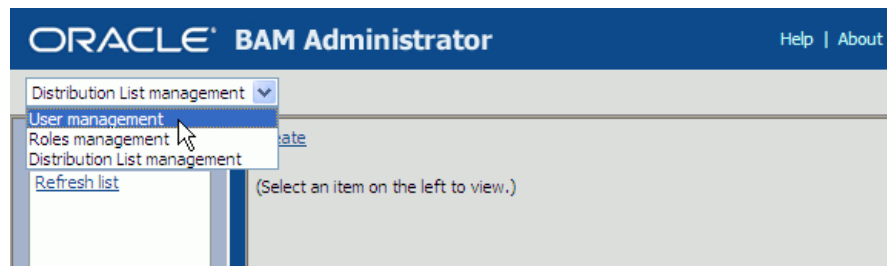 ORACLE BAM Administrator
Help | About
Distribution List management
User management
Roles management
Distribution List management
eate
Refresh list
(Select an item on the left to view.)